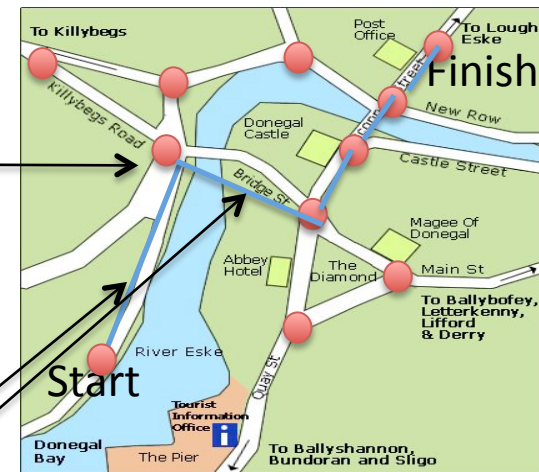 To Killybegs
Post
Office
To Lough
Eske
Finish
Killybegs Road
Donegal
Castle
New Row
Castle Street
Bridge St
Magee Of
Donegal
Abbey
Hotel
The
Diamond
Main St
To Ballybofey,
Letterkenny,
Lifford
& Derry
River Eske
Start
Quay St
Tourist
Information
Office
i
Donegal
Bay
The Pier
To Ballyshannon,
Bundoran and Sligo